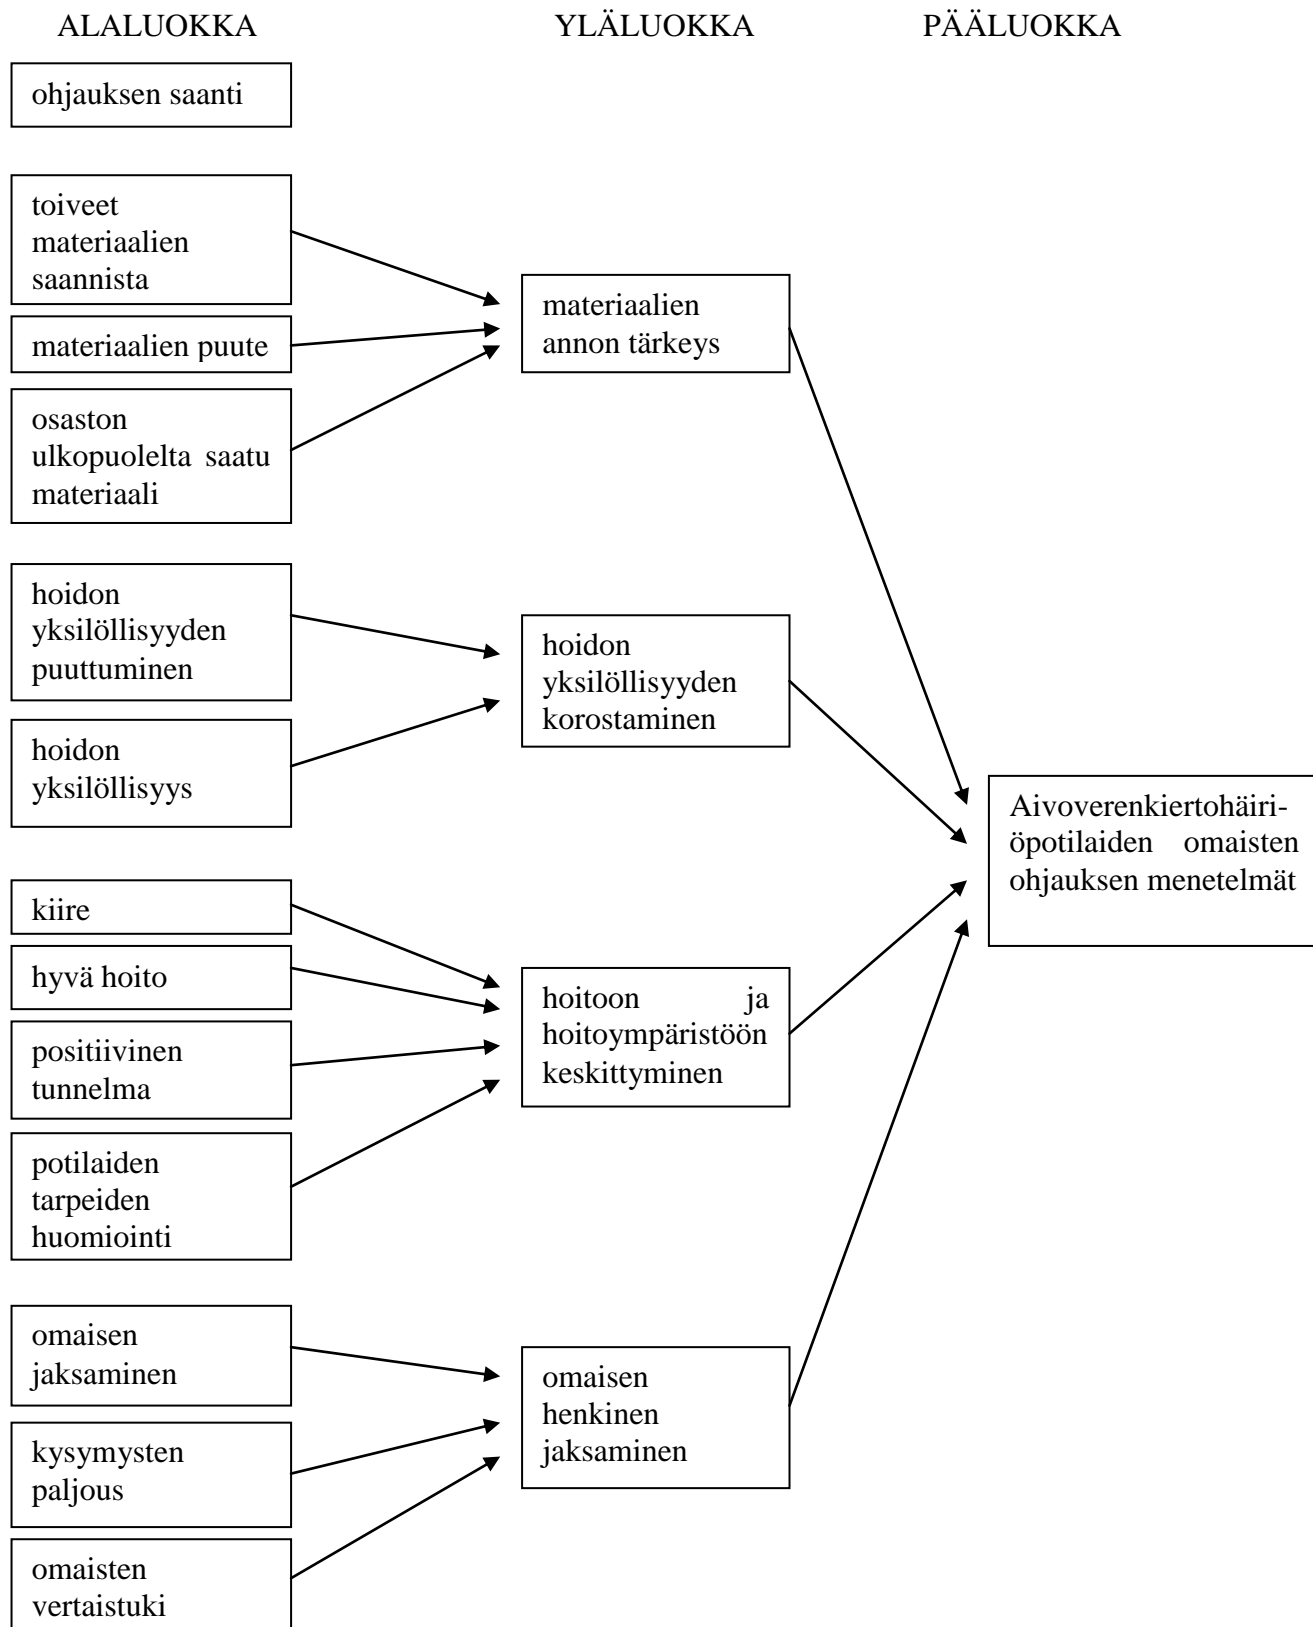 ALALUOKKA YLÄLUOKKA PÄÄLUOKKA
ohjauksen saanti
toiveet
materiaalien
saannista
materiaalien puute
osaston
ulkopuolelta saatu
materiaali
hoidon
yksilöllisyyden
puuttuminen
hoidon
yksilöllisyys
kiire
hyvä hoito
positiivinen
tunnelma
potilaiden
tarpeiden
huomiointi
omaisen
jaksaminen
kysymysten
paljous
omaisten
vertaistuki
materiaalien
annon tärkeys
hoidon
yksilöllisyyden
korostaminen
hoitoon ja
hoitoympäristöön
keskittyminen
omaisen
henkinen
jaksaminen
Aivoverenkiertohäiri-
öpotilaiden omaisten
ohjauksen menetelmät